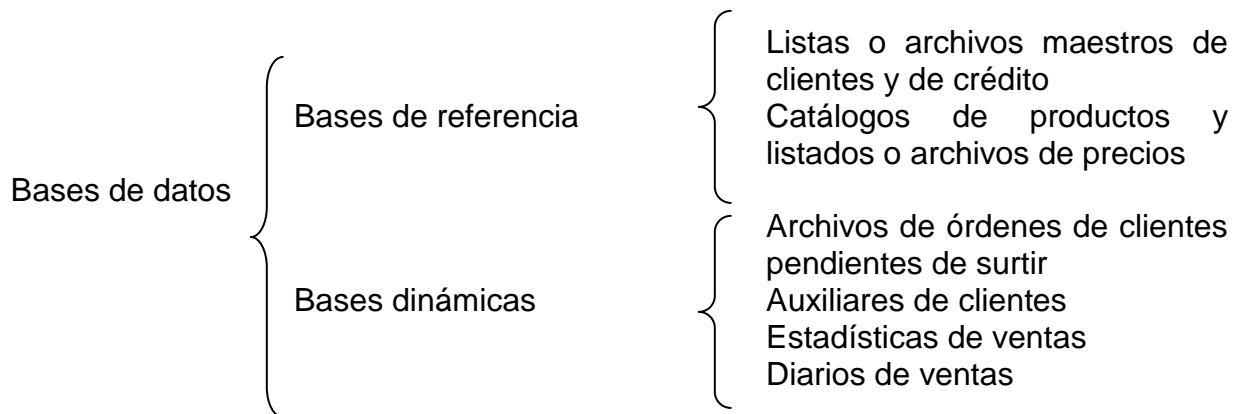 Bases de datos
Bases de referencia
Listas o archivos maestros de
clientes y de crédito
Catálogos de productos y
listados o archivos de precios
Bases dinámicas
Archivos de órdenes de clientes
pendientes de surtir
Auxiliares de clientes
Estadísticas de ventas
Diarios de ventas